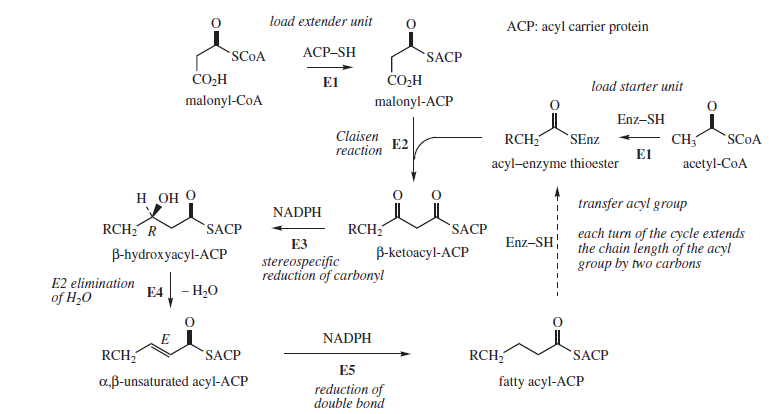 load extender unit
O
SCoA
CO₂H
malonyl-CoA
ACP–SH
E1
O
SACP
CO₂H
malonyl-ACP
ACP: acyl carrier protein
load starter unit
O
RCH₂
SEnz
acyl–enzyme thioester
Enz–SH
E1
O
CH₃
SCoA
acetyl-CoA
Claisen
reaction
E2
H OH O
RCH₂ R
SACP
β-hydroxyacyl-ACP
NADPH
E3
stereospecific
reduction of carbonyl
O O
RCH₂
SACP
β-ketoacyl-ACP
Enz–SH
transfer acyl group
each turn of the cycle extends
the chain length of the acyl
group by two carbons
E2 elimination
of H₂O
E4
– H₂O
O
E
RCH₂
SACP
α,β-unsaturated acyl-ACP
NADPH
E5
reduction of
double bond
O
RCH₂
SACP
fatty acyl-ACP